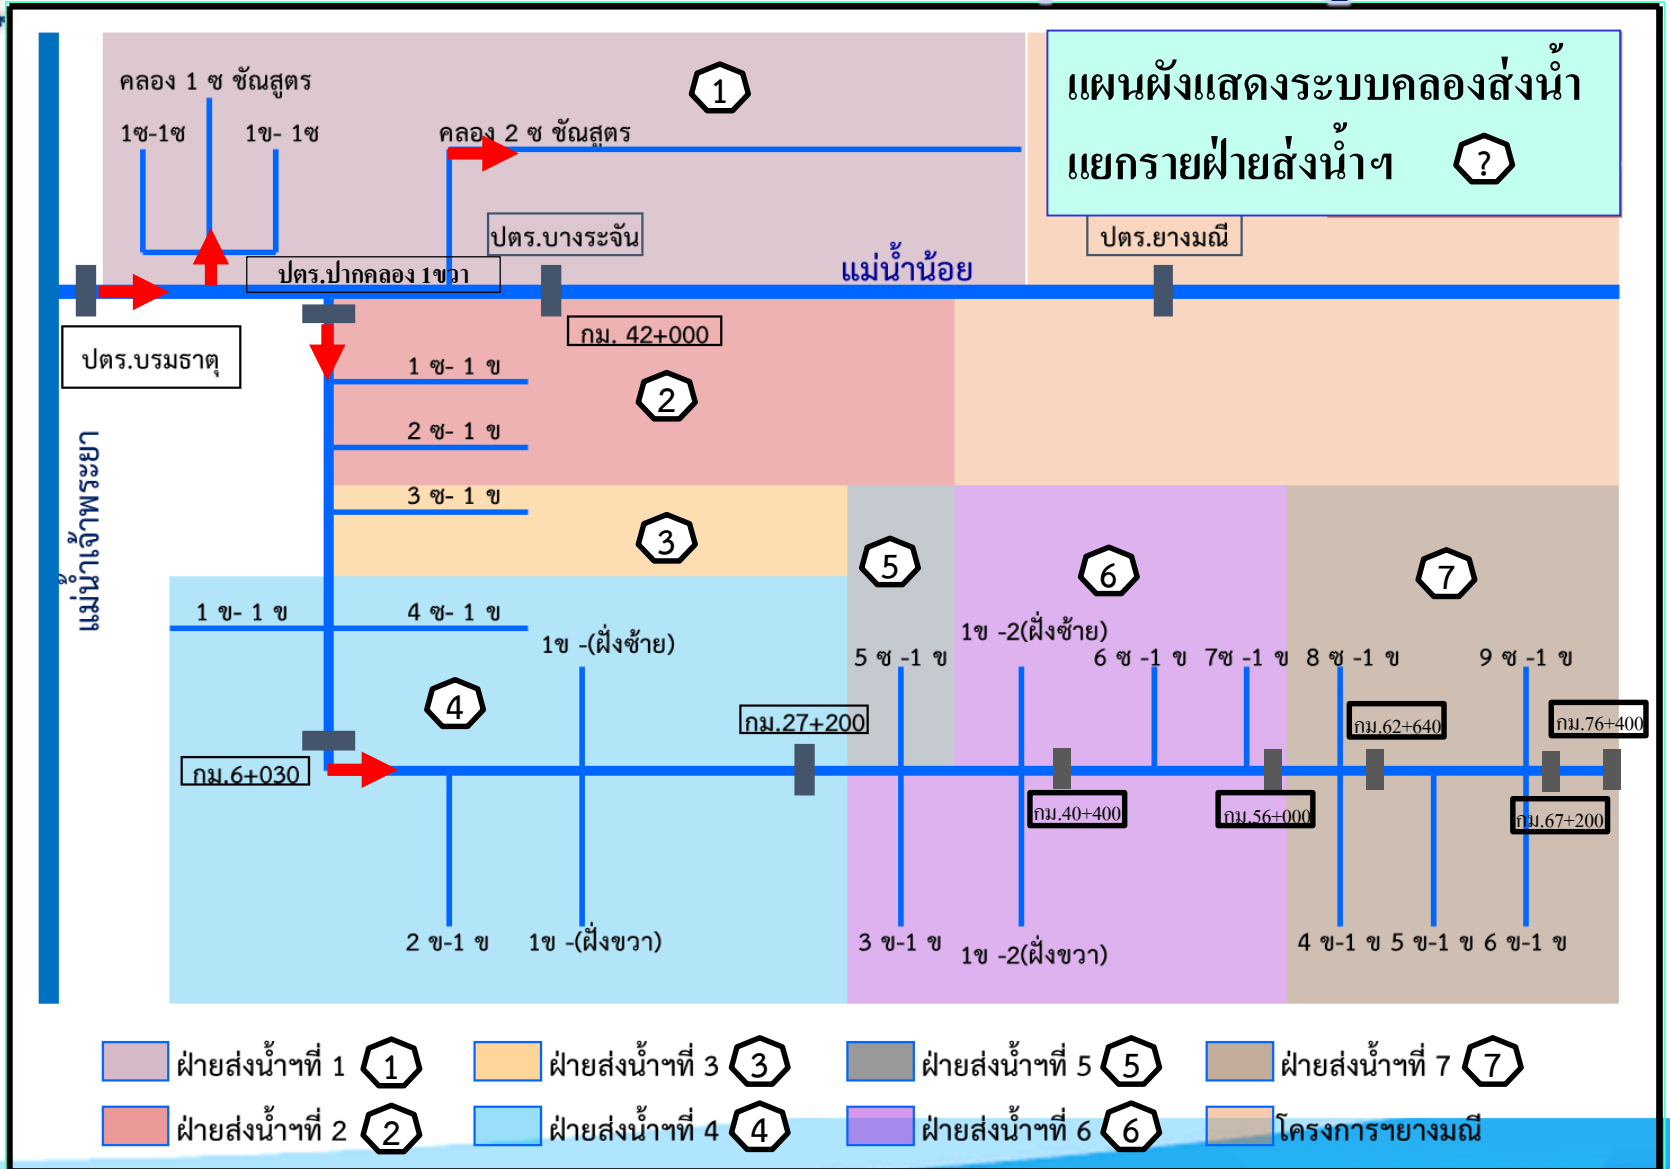 แผนผังแสดงระบบคลองส่งน้ำ
แยกรายฝ่ายส่งน้ำฯ ?
คลอง 1 ซ ชัณสูตร
1
1ซ-1ซ
1ข- 1ซ
คลอง 2 ซ ชัณสูตร
ปตร.บางระจัน
ปตร.ยางมณี
ปตร.ปากคลอง 1ขวา
แม่น้ำน้อย
ปตร.บรมธาตุ
กม. 42+000
1 ซ- 1 ข
2
2 ซ- 1 ข
แม่น้ำเจ้าพระยา
3 ซ- 1 ข
3
5
6
7
1 ข- 1 ข
4 ซ- 1 ข
1ข -(ฝั่งซ้าย)
1ข -2(ฝั่งซ้าย)
5 ซ -1 ข
6 ซ -1 ข
7ซ -1 ข
8 ซ -1 ข
9 ซ -1 ข
4
กม.27+200
กม.62+640
กม.76+400
กม.6+030
กม.40+400
กม.56+000
กม.67+200
2 ข-1 ข
1ข -(ฝั่งขวา)
3 ข-1 ข
1ข -2(ฝั่งขวา)
4 ข-1 ข
5 ข-1 ข
6 ข-1 ข
ฝ่ายส่งน้ำฯที่ 1 1
ฝ่ายส่งน้ำฯที่ 3 3
ฝ่ายส่งน้ำฯที่ 5 5
ฝ่ายส่งน้ำฯที่ 7 7
ฝ่ายส่งน้ำฯที่ 2 2
ฝ่ายส่งน้ำฯที่ 4 4
ฝ่ายส่งน้ำฯที่ 6 6
โครงการฯยางมณี